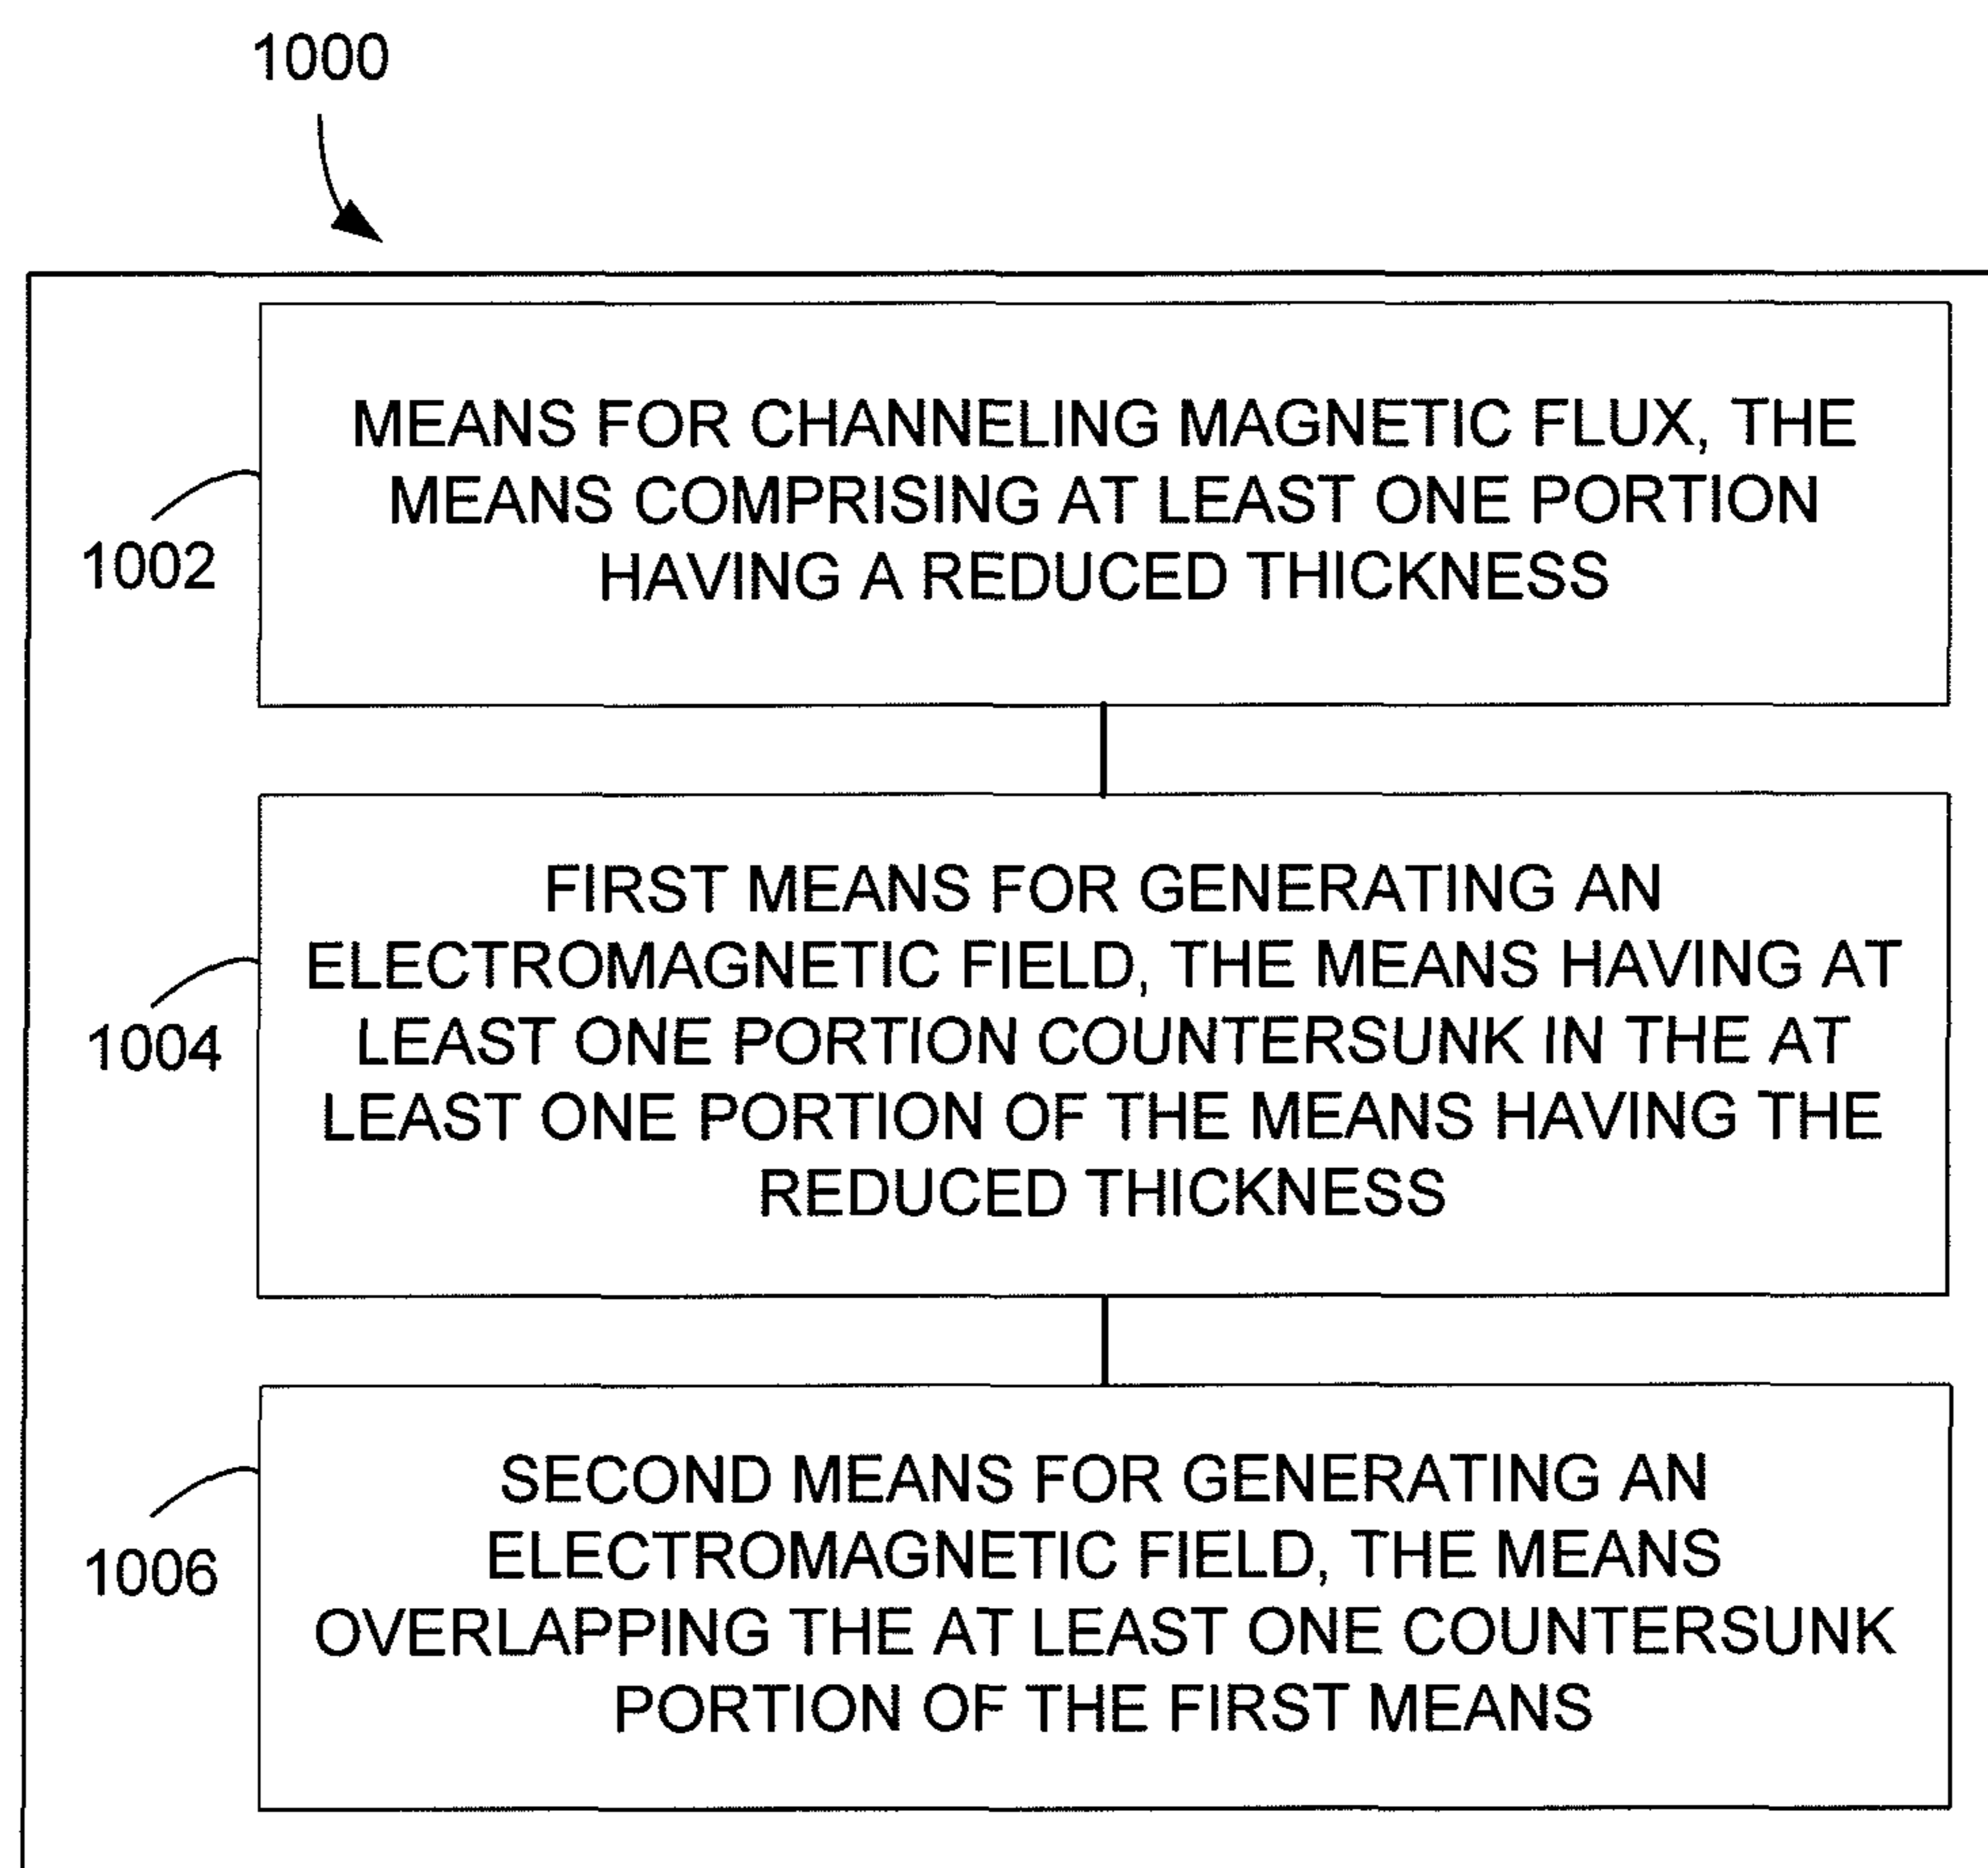 1000
MEANS FOR CHANNELING MAGNETIC FLUX, THE
MEANS COMPRISING AT LEAST ONE PORTION
HAVING A REDUCED THICKNESS
1002
FIRST MEANS FOR GENERATING AN
ELECTROMAGNETIC FIELD, THE MEANS HAVING AT
LEAST ONE PORTION COUNTERSUNK IN THE AT
LEAST ONE PORTION OF THE MEANS HAVING THE
REDUCED THICKNESS
1004
SECOND MEANS FOR GENERATING AN
ELECTROMAGNETIC FIELD, THE MEANS
OVERLAPPING THE AT LEAST ONE COUNTERSUNK
PORTION OF THE FIRST MEANS
1006